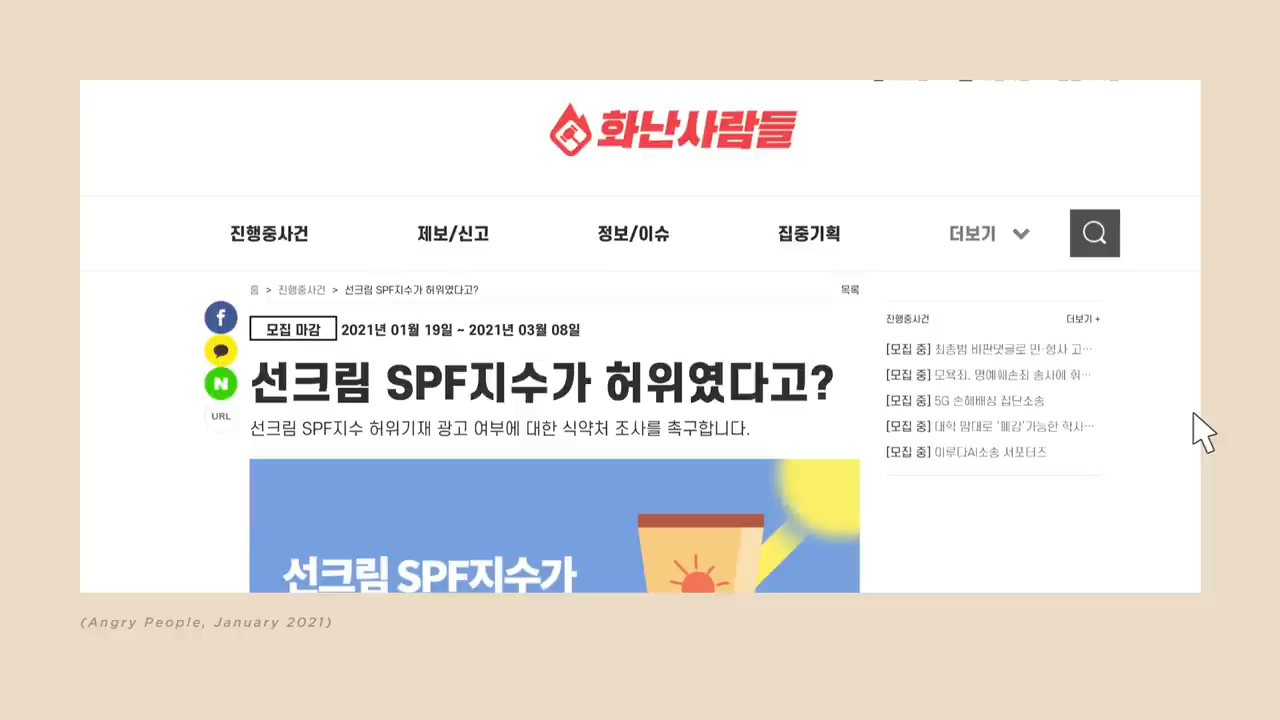 화난사람들
진행중사건
제보/신고
정보/이슈
집중기획
더보기
홈 > 진행중사건 > 선크림 SPF지수가 허위였다고?
목록
모집 마감 2021년 01월 19일 ~ 2021년 03월 08일
선크림 SPF지수가 허위였다고?
선크림 SPF지수 허위기재 광고 여부에 대한 식약처 조사를 촉구합니다.
URL
선크림 SPF지수가
진행중사건
더보기 +
[모집 중] 최종범 비판댓글로 민·형사 고…
[모집 중] 모욕죄, 명예훼손죄 송사에 휘…
[모집 중] 5G 손해배상 집단소송
[모집 중] 대학 맘대로 '폐강'가능한 학사…
[모집 중] 이루다AI소송 서포터즈
(Angry People, January 2021)